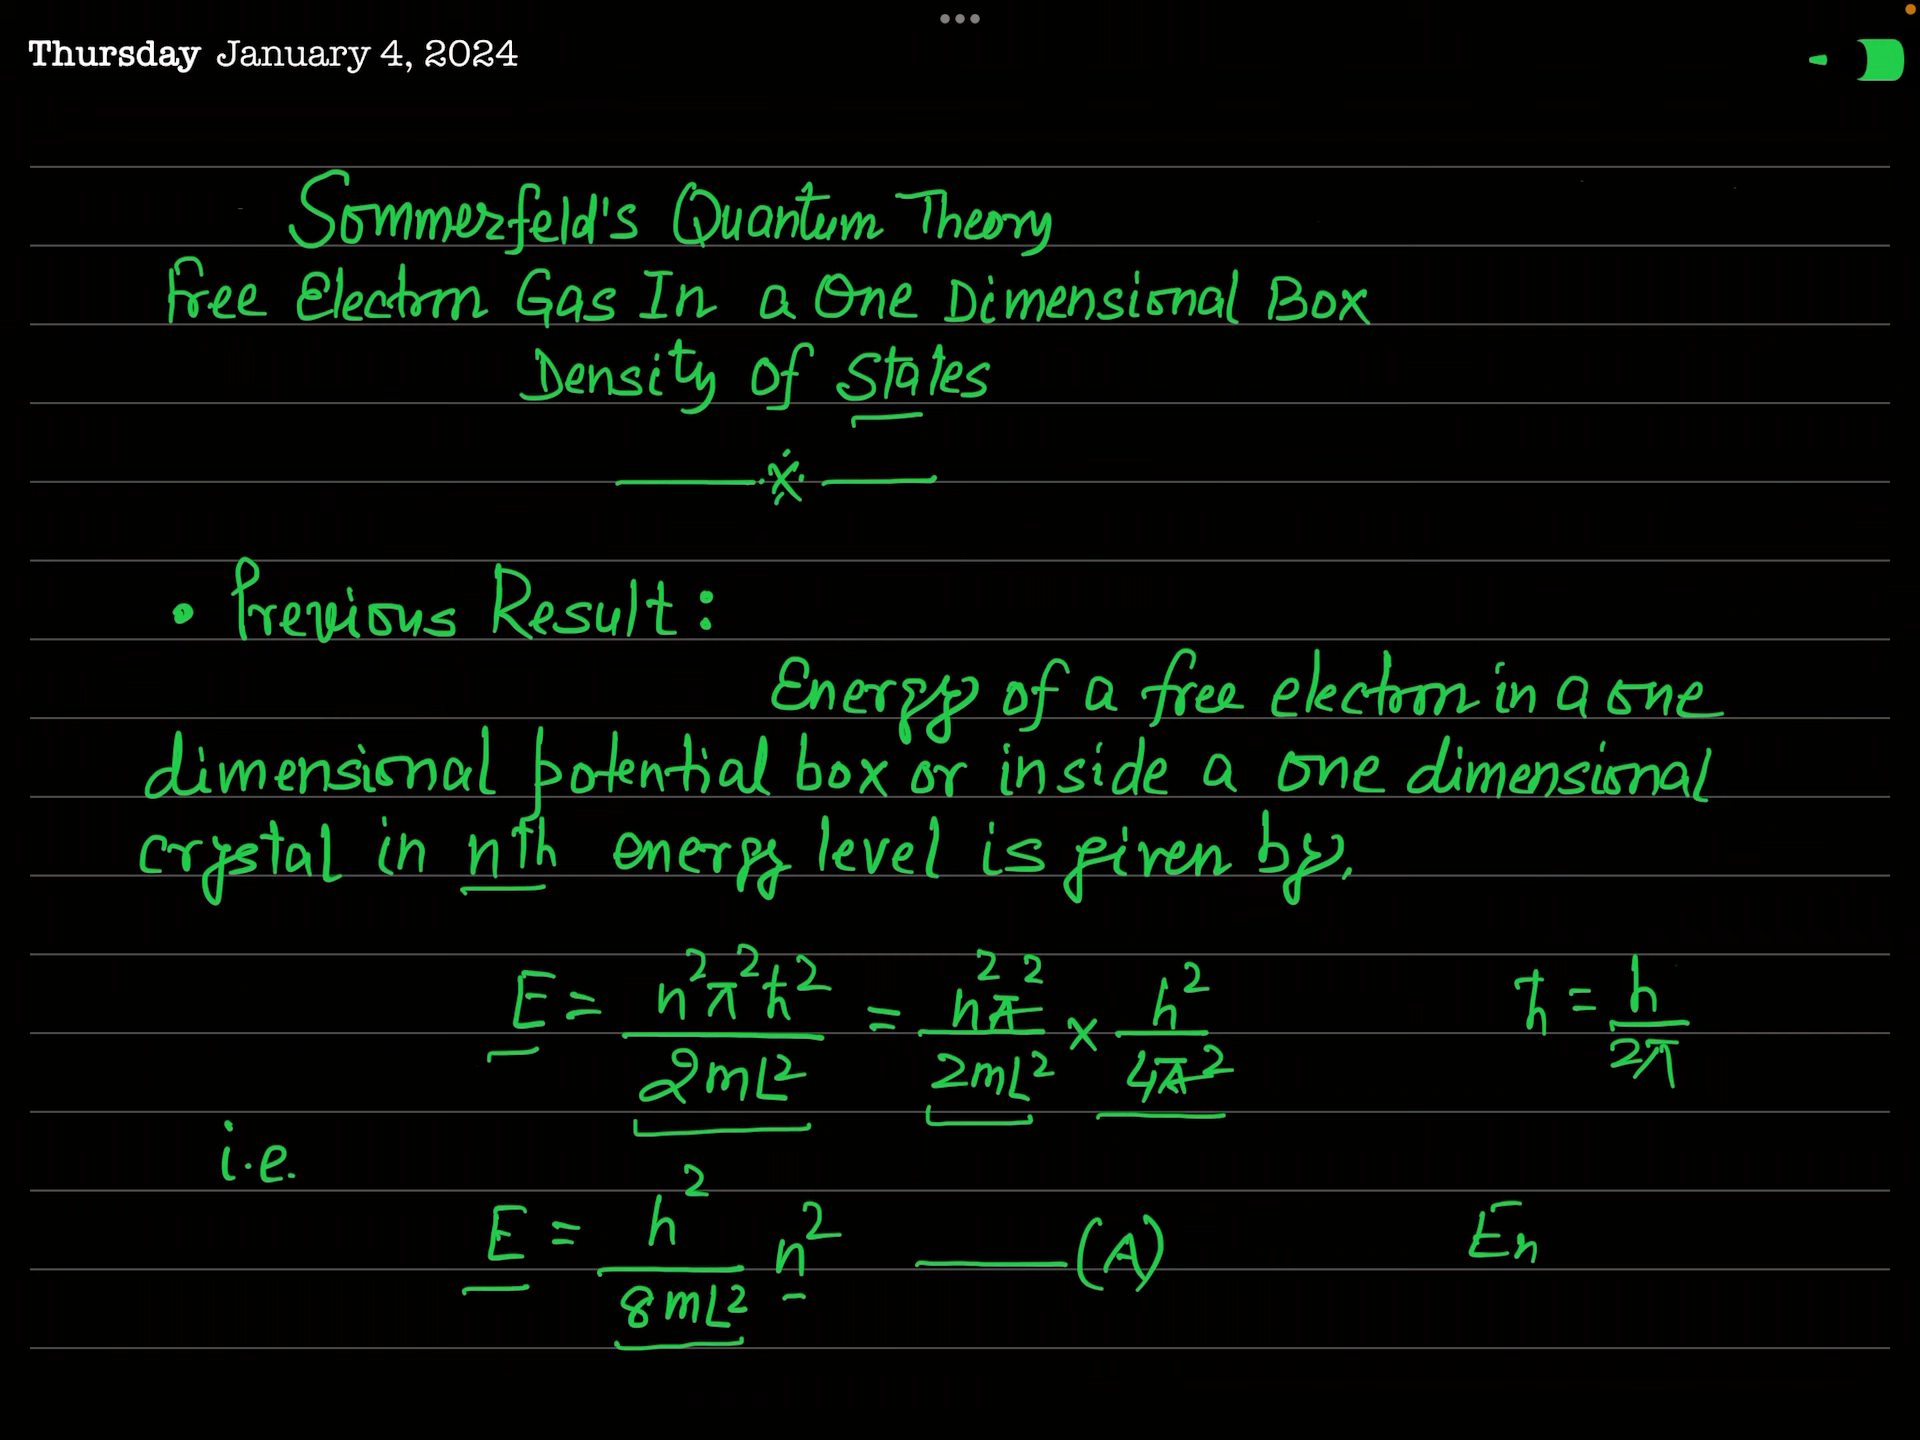 Thursday January 4, 2024
Sommerfeld's Quantum Theory
Free Electron Gas In a One Dimensional Box
Density of States
• Previous Result:
Energy of a free electron in a one
dimensional potential box or inside a one dimensional
crystal in nth energy level is given by,
E = n²π²ħ² / 2mL² = n²π² / 2mL² × h² / 4π²    ħ = h / 2π
i.e.
E = h² / 8mL² n² —— (A)    En